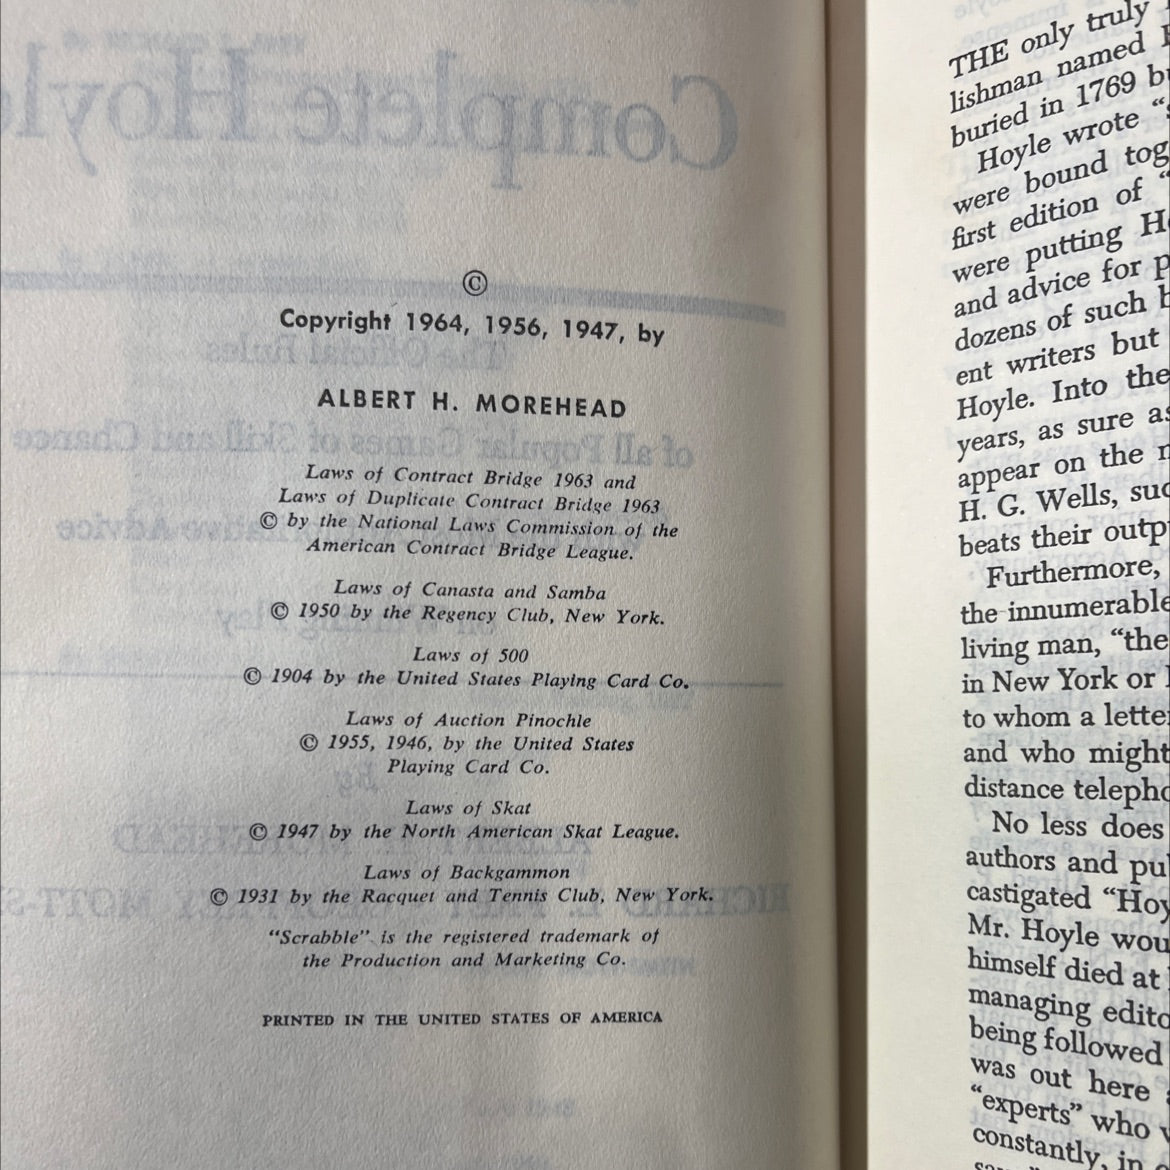 ©
Copyright 1964, 1956, 1947, by
ALBERT H. MOREHEAD
Laws of Contract Bridge 1963 and
Laws of Duplicate Contract Bridge 1963
© by the National Laws Commission of the
American Contract Bridge League.
Laws of Canasta and Samba
© 1950 by the Regency Club, New York.
Laws of 500
© 1904 by the United States Playing Card Co.
Laws of Auction Pinochle
© 1955, 1946, by the United States
Playing Card Co.
Laws of Skat
© 1947 by the North American Skat League.
Laws of Backgammon
© 1931 by the Racquet and Tennis Club, New York.
"Scrabble" is the registered trademark of
the Production and Marketing Co.
PRINTED IN THE UNITED STATES OF AMERICA
THE only truly
lishman named
buried in 1769
Hoyle wrote
were bound
first edition of
were putting
and advice for
dozens of such
ent writers but
Hoyle. Into the
years, as sure as
appear on the
H. G. Wells,
beats their
Furthermore,
the innumerable
living man, "the
in New York or
to whom a
and who might
distance
No less does
authors and
castigated
Mr. Hoyle
himself died at
managing
being followed
was out here
"experts" who
constantly, in